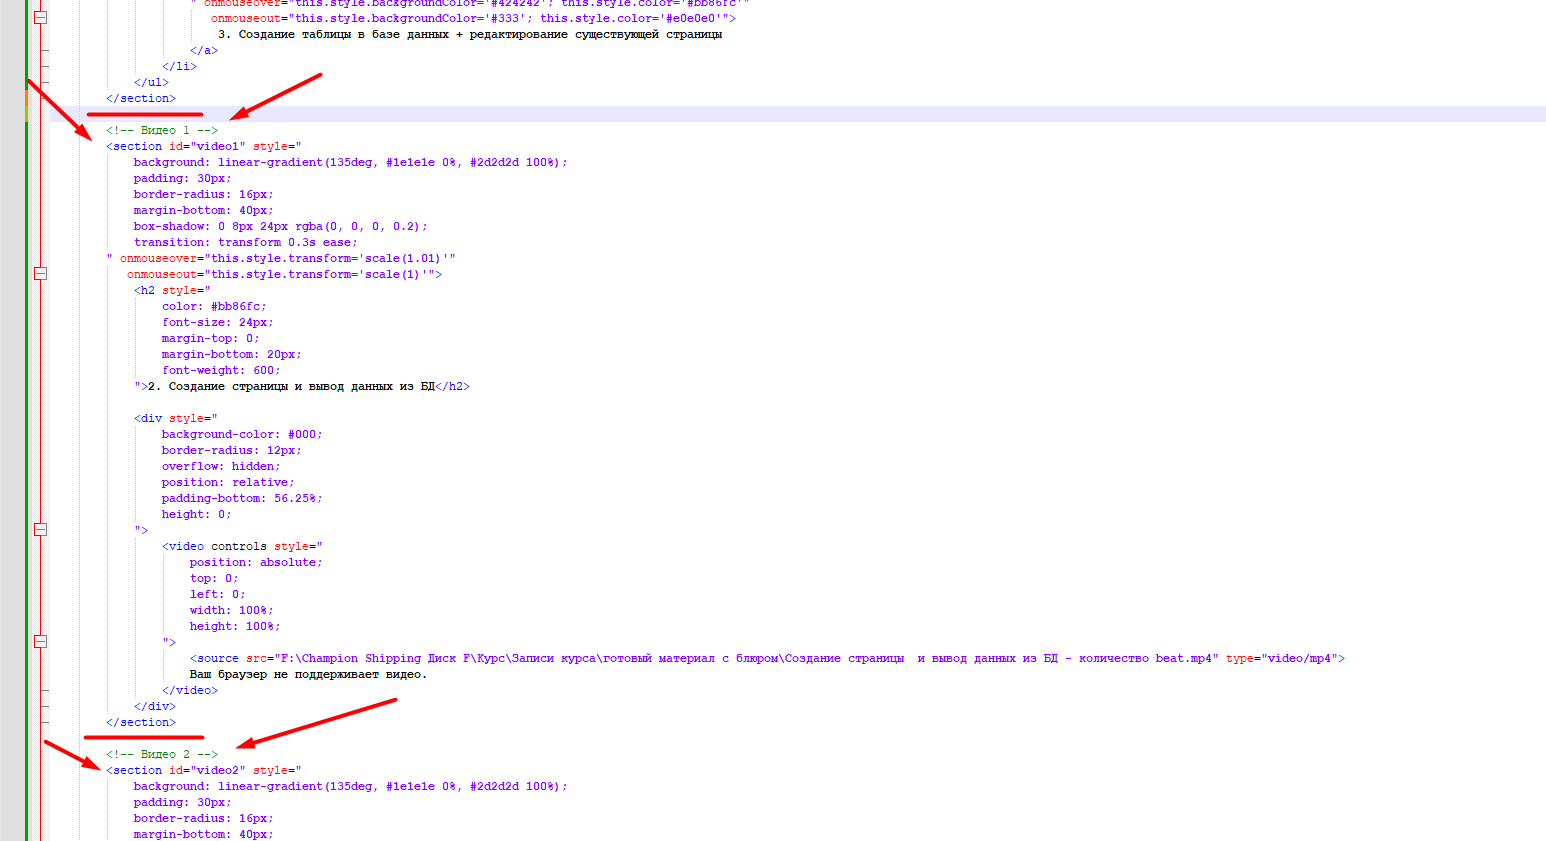 " onmouseover="this.style.backgroundColor='#424242'; this.style.color='#bb86fc'"
onmouseout="this.style.backgroundColor='#333'; this.style.color='#e0e0e0'">
3. Создание таблицы в базе данных + редактирование существующей страницы
</a>
</li>
</ul>
</section>
<!-- Видео 1 -->
<section id="video1" style="
background: linear-gradient(135deg, #1e1e1e 0%, #2d2d2d 100%);
padding: 30px;
border-radius: 16px;
margin-bottom: 40px;
box-shadow: 0 8px 24px rgba(0, 0, 0, 0.2);
transition: transform 0.3s ease;
" onmouseover="this.style.transform='scale(1.01)'"
onmouseout="this.style.transform='scale(1)'">
<h2 style="
color: #bb86fc;
font-size: 24px;
margin-top: 0;
margin-bottom: 20px;
font-weight: 600;
">2. Создание страницы и вывод данных из БД</h2>
<div style="
background-color: #000;
border-radius: 12px;
overflow: hidden;
position: relative;
padding-bottom: 56.25%;
height: 0;
">
<video controls style="
position: absolute;
top: 0;
left: 0;
width: 100%;
height: 100%;
">
<source src="F:\Champion Shipping Диск F\Курс\Записи курса\готовый материал с блюром\Создание страницы  и вывод данных из БД - количество beat.mp4" type="video/mp4">
Ваш браузер не поддерживает видео.
</video>
</div>
</section>
<!-- Видео 2 -->
<section id="video2" style="
background: linear-gradient(135deg, #1e1e1e 0%, #2d2d2d 100%);
padding: 30px;
border-radius: 16px;
margin-bottom: 40px;